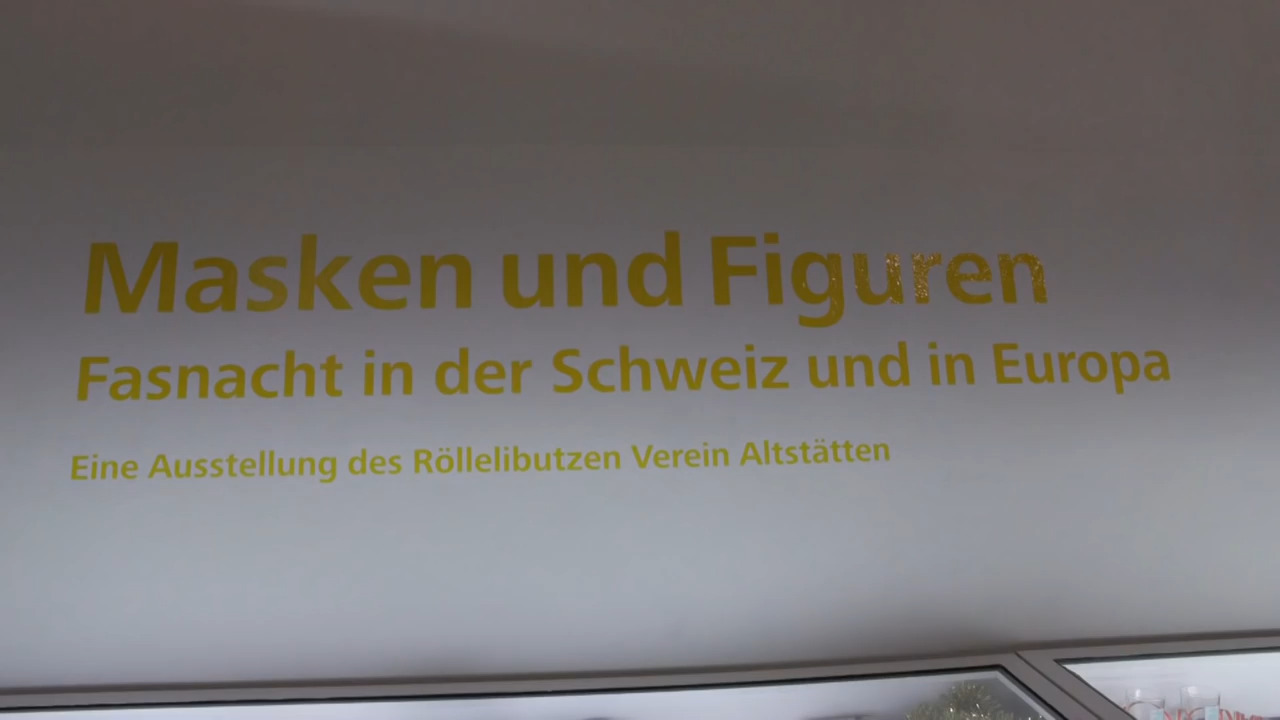 Masken und Figuren
Fasnacht in der Schweiz und in Europa
Eine Ausstellung des Röllelibutzen Verein Altstätten